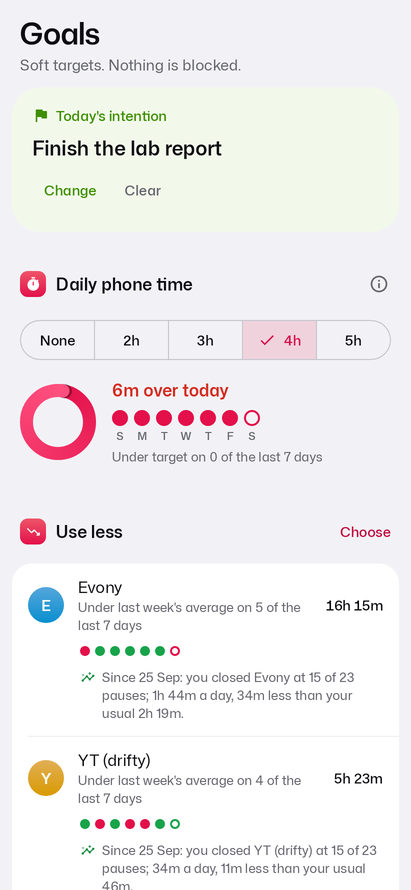 Goals
Soft targets. Nothing is blocked.
Today's intention
Finish the lab report
Change Clear
Daily phone time
None 2h 3h 4h 5h
6m over today
S M T W T F S
Under target on 0 of the last 7 days
Use less Choose
E
Evony
Under last week's average on 5 of the
last 7 days
16h 15m
Since 25 Sep: you closed Evony at 15 of 23
pauses; 1h 44m a day, 34m less than your
usual 2h 19m.
Y
YT (drifty)
Under last week's average on 4 of the
last 7 days
5h 23m
Since 25 Sep: you closed YT (drifty) at 15 of 23
pauses; 34m a day, 11m less than your usual
46m.